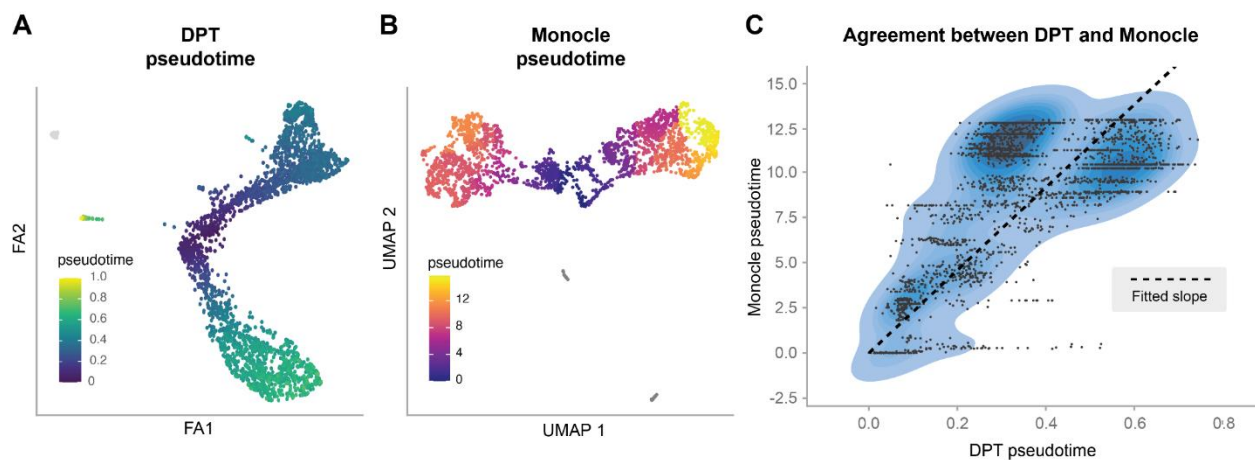 A
DPT
pseudotime
FA2
pseudotime
1.0
0.8
0.6
0.4
0.2
0
FA1
B
Monocle
pseudotime
UMAP 2
pseudotime
12
8
4
0
UMAP 1
C
Agreement between DPT and Monocle
Monocle pseudotime
15.0
12.5
10.0
7.5
5.0
2.5
0.0
-2.5
Fitted slope
0.0
0.2
0.4
0.6
0:8
DPT pseudotime